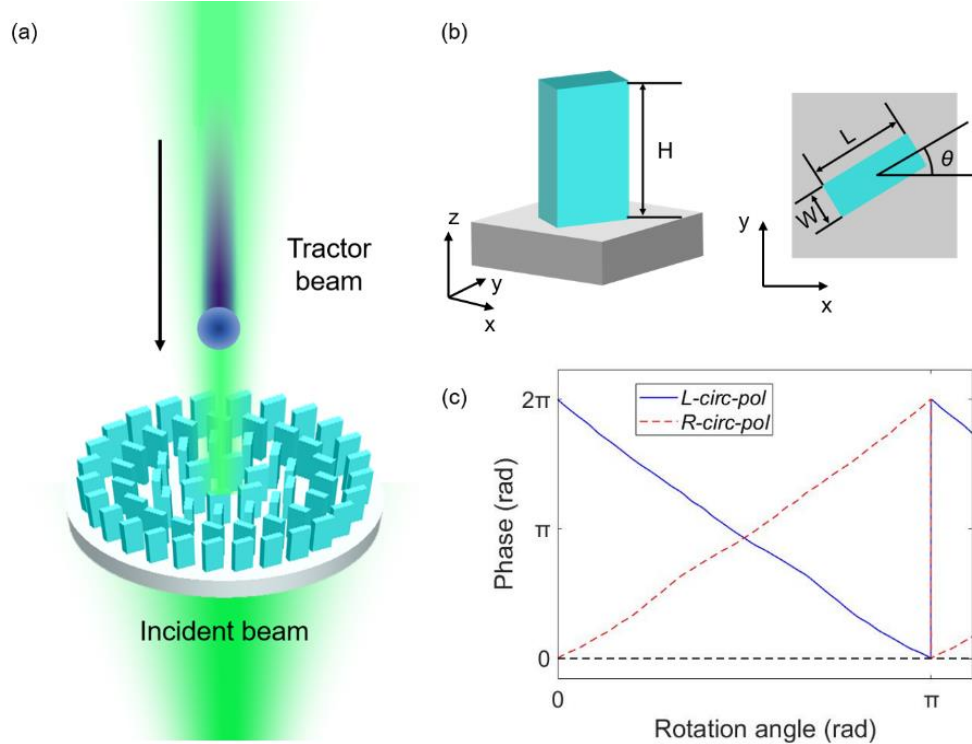 (a)
Tractor
beam
Incident beam
(b)
H
z
y
x
L
W
θ
y
x
(c)
L-circ-pol
R-circ-pol
2π
π
0
Phase (rad)
0
π
Rotation angle (rad)